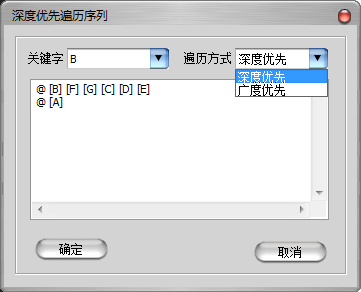 深度优先遍历序列
关键字 B 遍历方式 深度优先
深度优先
广度优先
@ [B] [F] [G] [C] [D] [E]
@ [A]
确定 取消